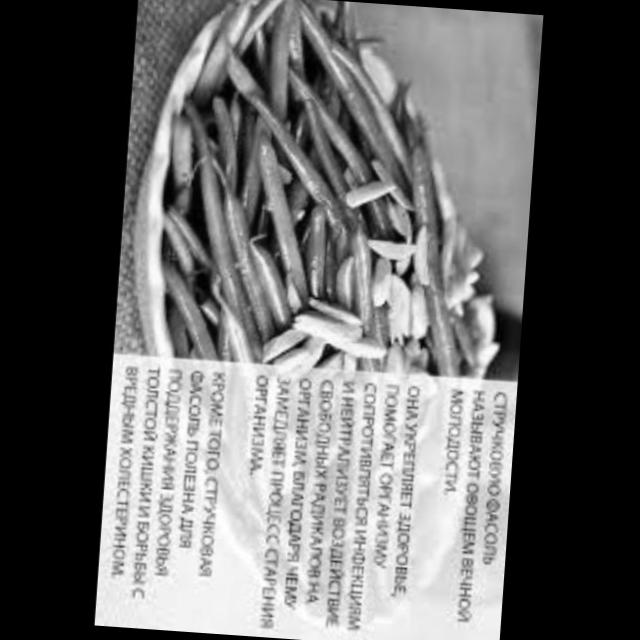 СТРУЧКОВУЮ ФАСОЛЬ
НАЗЫВАЮТ ОВОЩЕМ ВЕЧНОЙ
МОЛОДОСТИ.
ОНА УКРЕПЛЯЕТ ЗДОРОВЬЕ,
ПОМОГАЕТ ОРГАНИЗМУ
СОПРОТИВЛЯТЬСЯ ИНФЕКЦИЯМ
И НЕЙТРАЛИЗУЕТ ВОЗДЕЙСТВИЕ
СВОБОДНЫХ РАДИКАЛОВ НА
ОРГАНИЗМ, БЛАГОДАРЯ ЧЕМУ
ЗАМЕДЛЯЕТ ПРОЦЕСС СТАРЕНИЯ
ОРГАНИЗМА.
КРОМЕ ТОГО, СТРУЧКОВАЯ
ФАСОЛЬ ПОЛЕЗНА ДЛЯ
ПОДДЕРЖАНИЯ ЗДОРОВЬЯ
ТОЛСТОЙ КИШКИ И БОРЬБЫ С
ВРЕДНЫМ ХОЛЕСТЕРИНОМ.